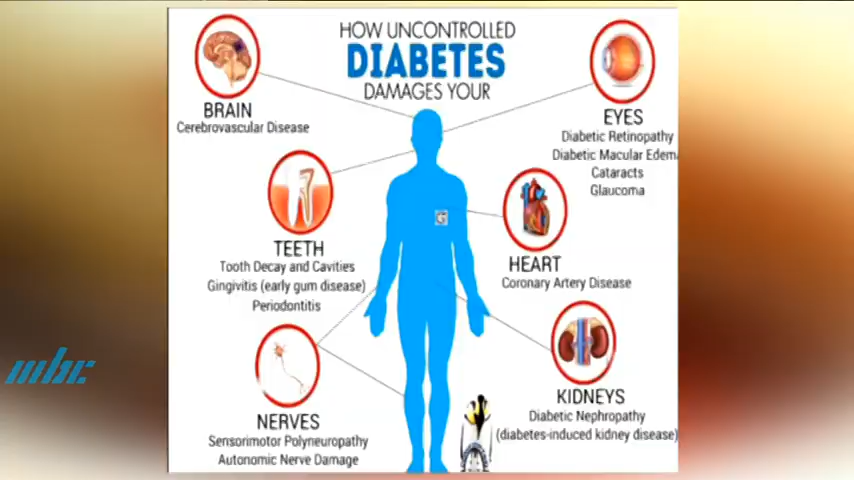 HOW UNCONTROLLED
DIABETES
DAMAGES YOUR
BRAIN
Cerebrovascular Disease
EYES
Diabetic Retinopathy
Diabetic Macular Edem
Cataracts
Glaucoma
TEETH
Tooth Decay and Cavities
Gingivitis (early gum disease)
Periodontitis
HEART
Coronary Artery Disease
NERVES
Sensorimotor Polyneuropathy
Autonomic Nerve Damage
KIDNEYS
Diabetic Nephropathy
(diabetes-induced kidney disease)
mbc
G